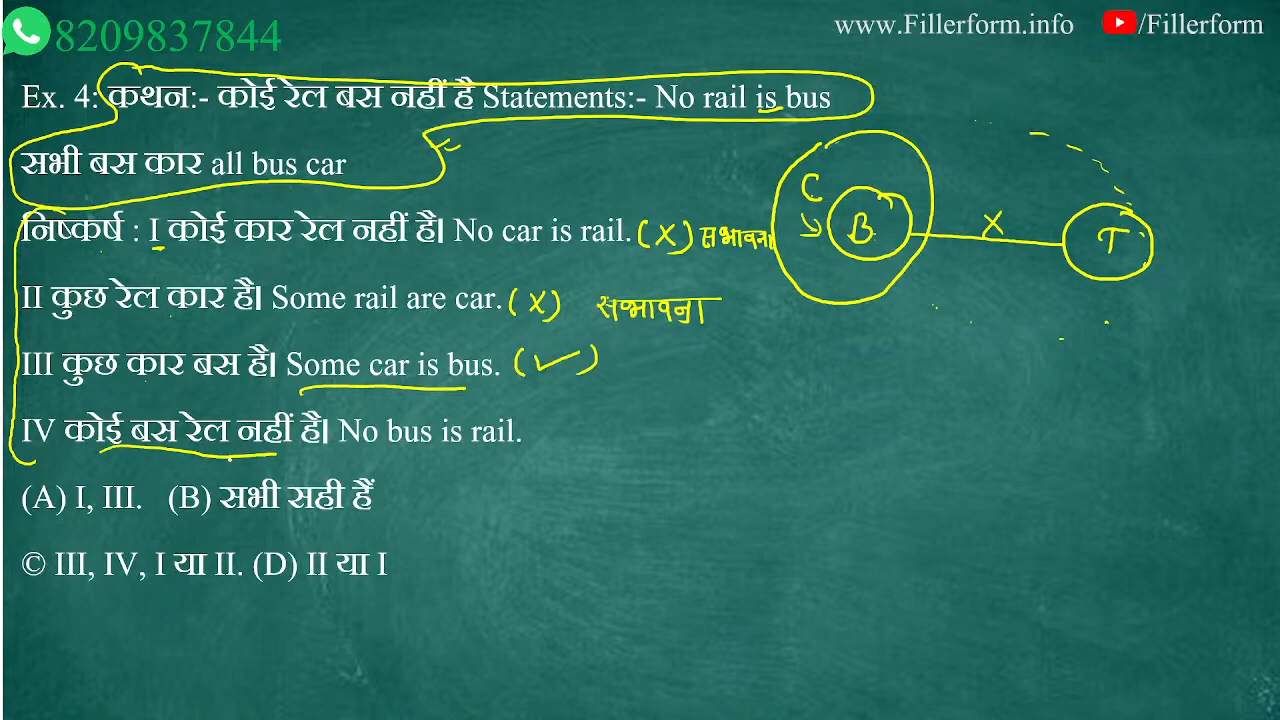 8209837844
www.Fillerform.info /Fillerform
Ex. 4: कथन:- कोई रेल बस नहीं है Statements:- No rail is bus
सभी बस कार all bus car
निष्कर्ष : I कोई कार रेल नहीं है। No car is rail. (X) सभावना
II कुछ रेल कार है। Some rail are car. (X) सम्भावना
III कुछ कार बस है। Some car is bus. (✓)
IV कोई बस रेल नहीं है। No bus is rail.
(A) I, III. (B) सभी सही हैं
© III, IV, I या II. (D) II या I
C
B
X
T